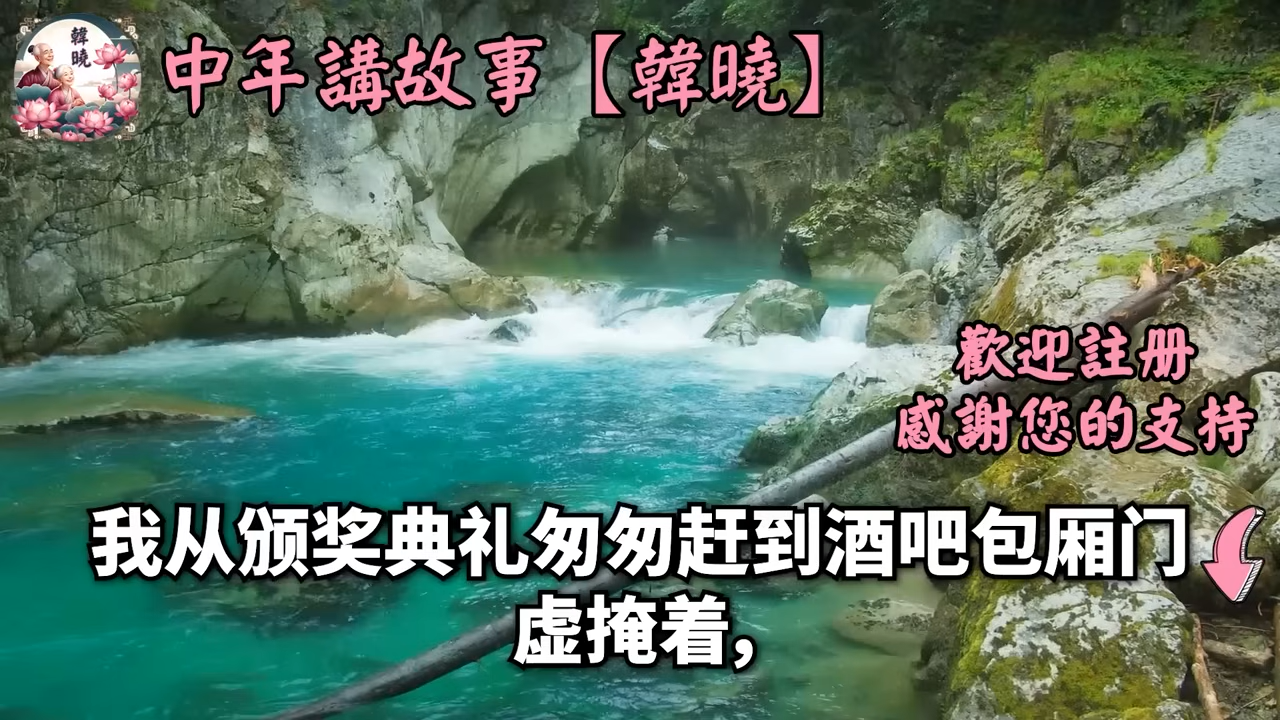 韓
曉
中年講故事【韓曉】
歡迎註册
感謝您的支持
我从颁奖典礼匆匆赶到酒吧包厢门
虚掩着,